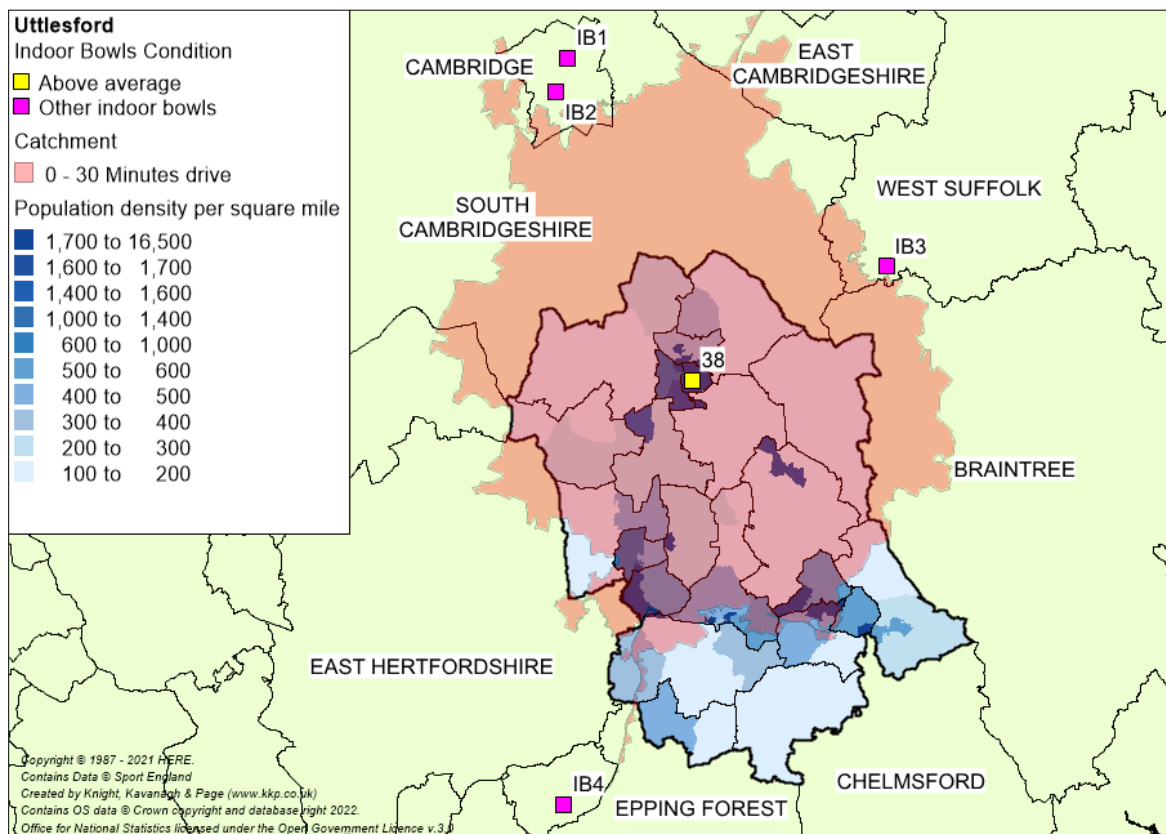 Uttlesford
Indoor Bowls Condition
Above average
Other indoor bowls
Catchment
0 - 30 Minutes drive
Population density per square mile
1,700 to 16,500
1,600 to 1,700
1,400 to 1,600
1,000 to 1,400
600 to 1,000
500 to 600
400 to 500
300 to 400
200 to 300
100 to 200
IB1
CAMBRIDGE
EAST
CAMBRIDGESHIRE
IB2
WEST SUFFOLK
SOUTH
CAMBRIDGESHIRE
IB3
38
BRAINTREE
EAST HERTFORDSHIRE
CHELMSFORD
IB4
EPPING FOREST
Copyright © 1987 - 2021 HERE.
Contains Data © Sport England
Created by Knight, Kavanagh & Page (www.kkp.co.uk)
Contains OS data © Crown copyright and database right 2022.
Office for National Statistics licensed under the Open Government Licence v.3.0